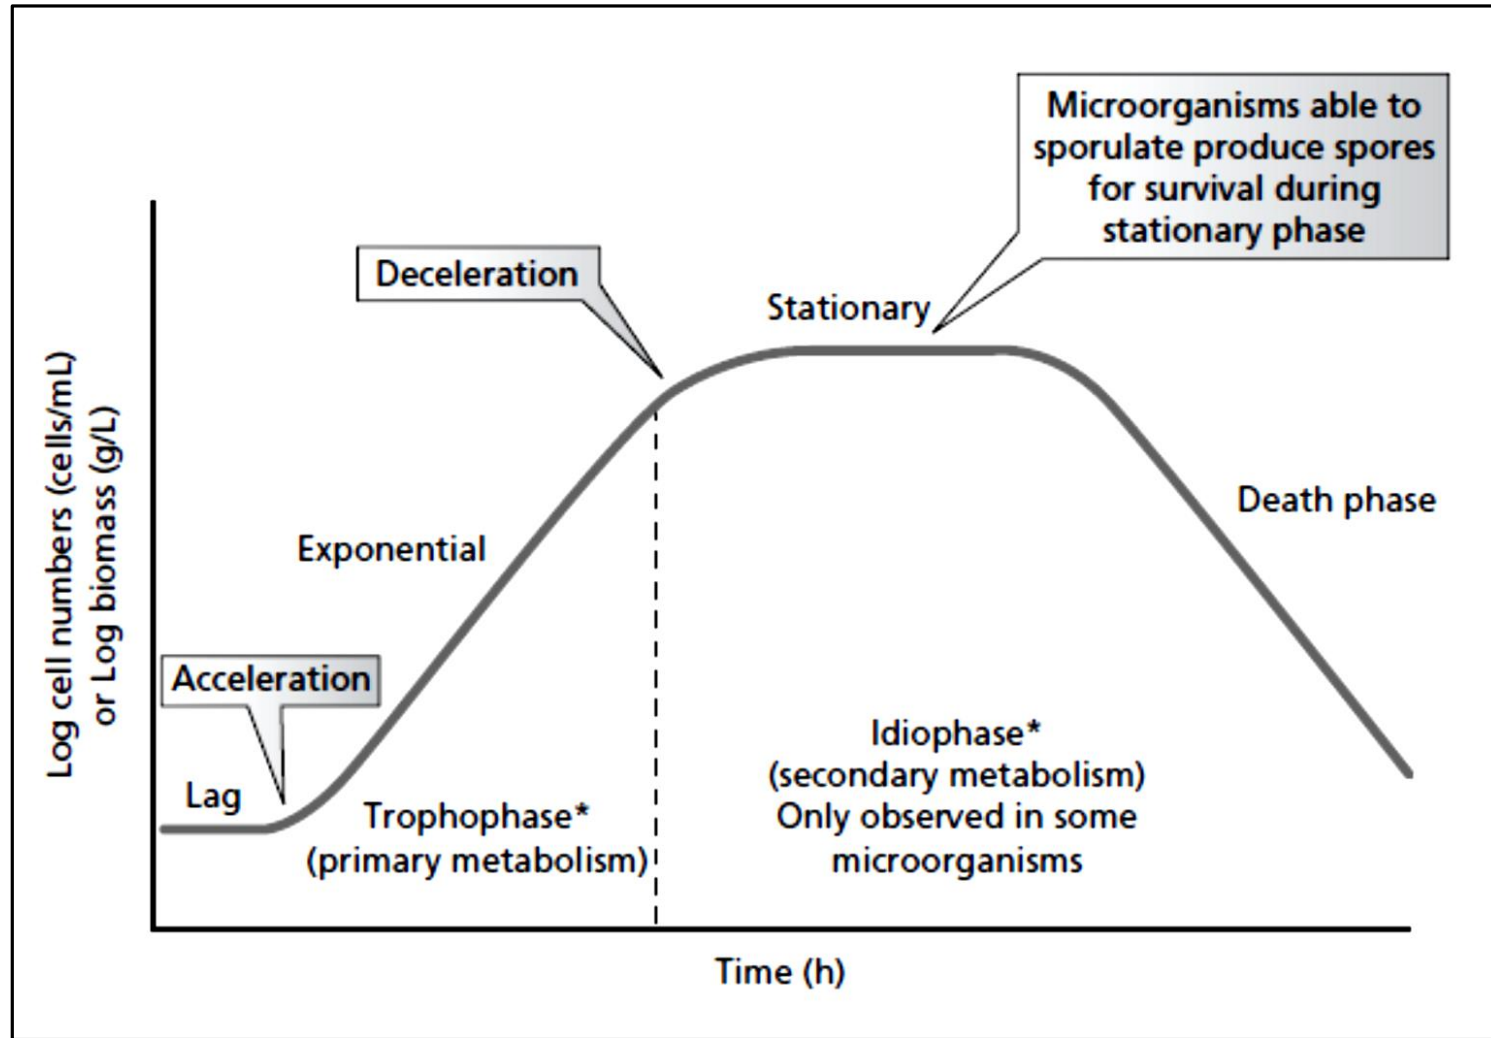 Microorganisms able to
sporulate produce spores
for survival during
stationary phase
Deceleration
Stationary
Log cell numbers (cells/mL)
or Log biomass (g/L)
Exponential
Death phase
Acceleration
Lag
Trophophase*
(primary metabolism)
Idiophase*
(secondary metabolism)
Only observed in some
microorganisms
Time (h)